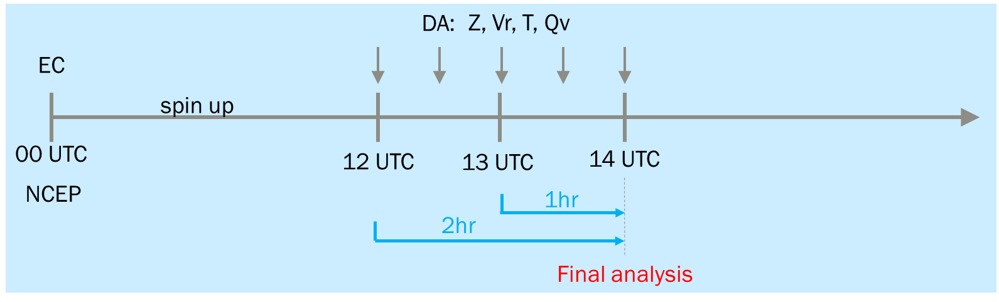 DA: Z, Vr, T, Qv
EC
spin up
00 UTC
12 UTC
13 UTC
14 UTC
NCEP
1hr
2hr
Final analysis